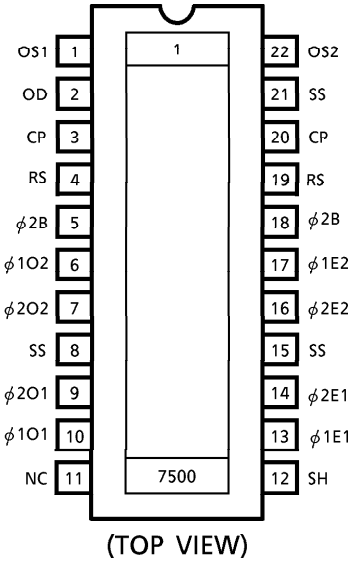 OS1 1 1 22 OS2
OD 2 21 SS
CP 3 20 CP
RS 4 19 RS
ϕ2B 5 18 ϕ2B
ϕ1O2 6 17 ϕ1E2
ϕ2O2 7 16 ϕ2E2
SS 8 15 SS
ϕ2O1 9 14 ϕ2E1
ϕ1O1 10 13 ϕ1E1
NC 11 7500 12 SH
(TOP VIEW)